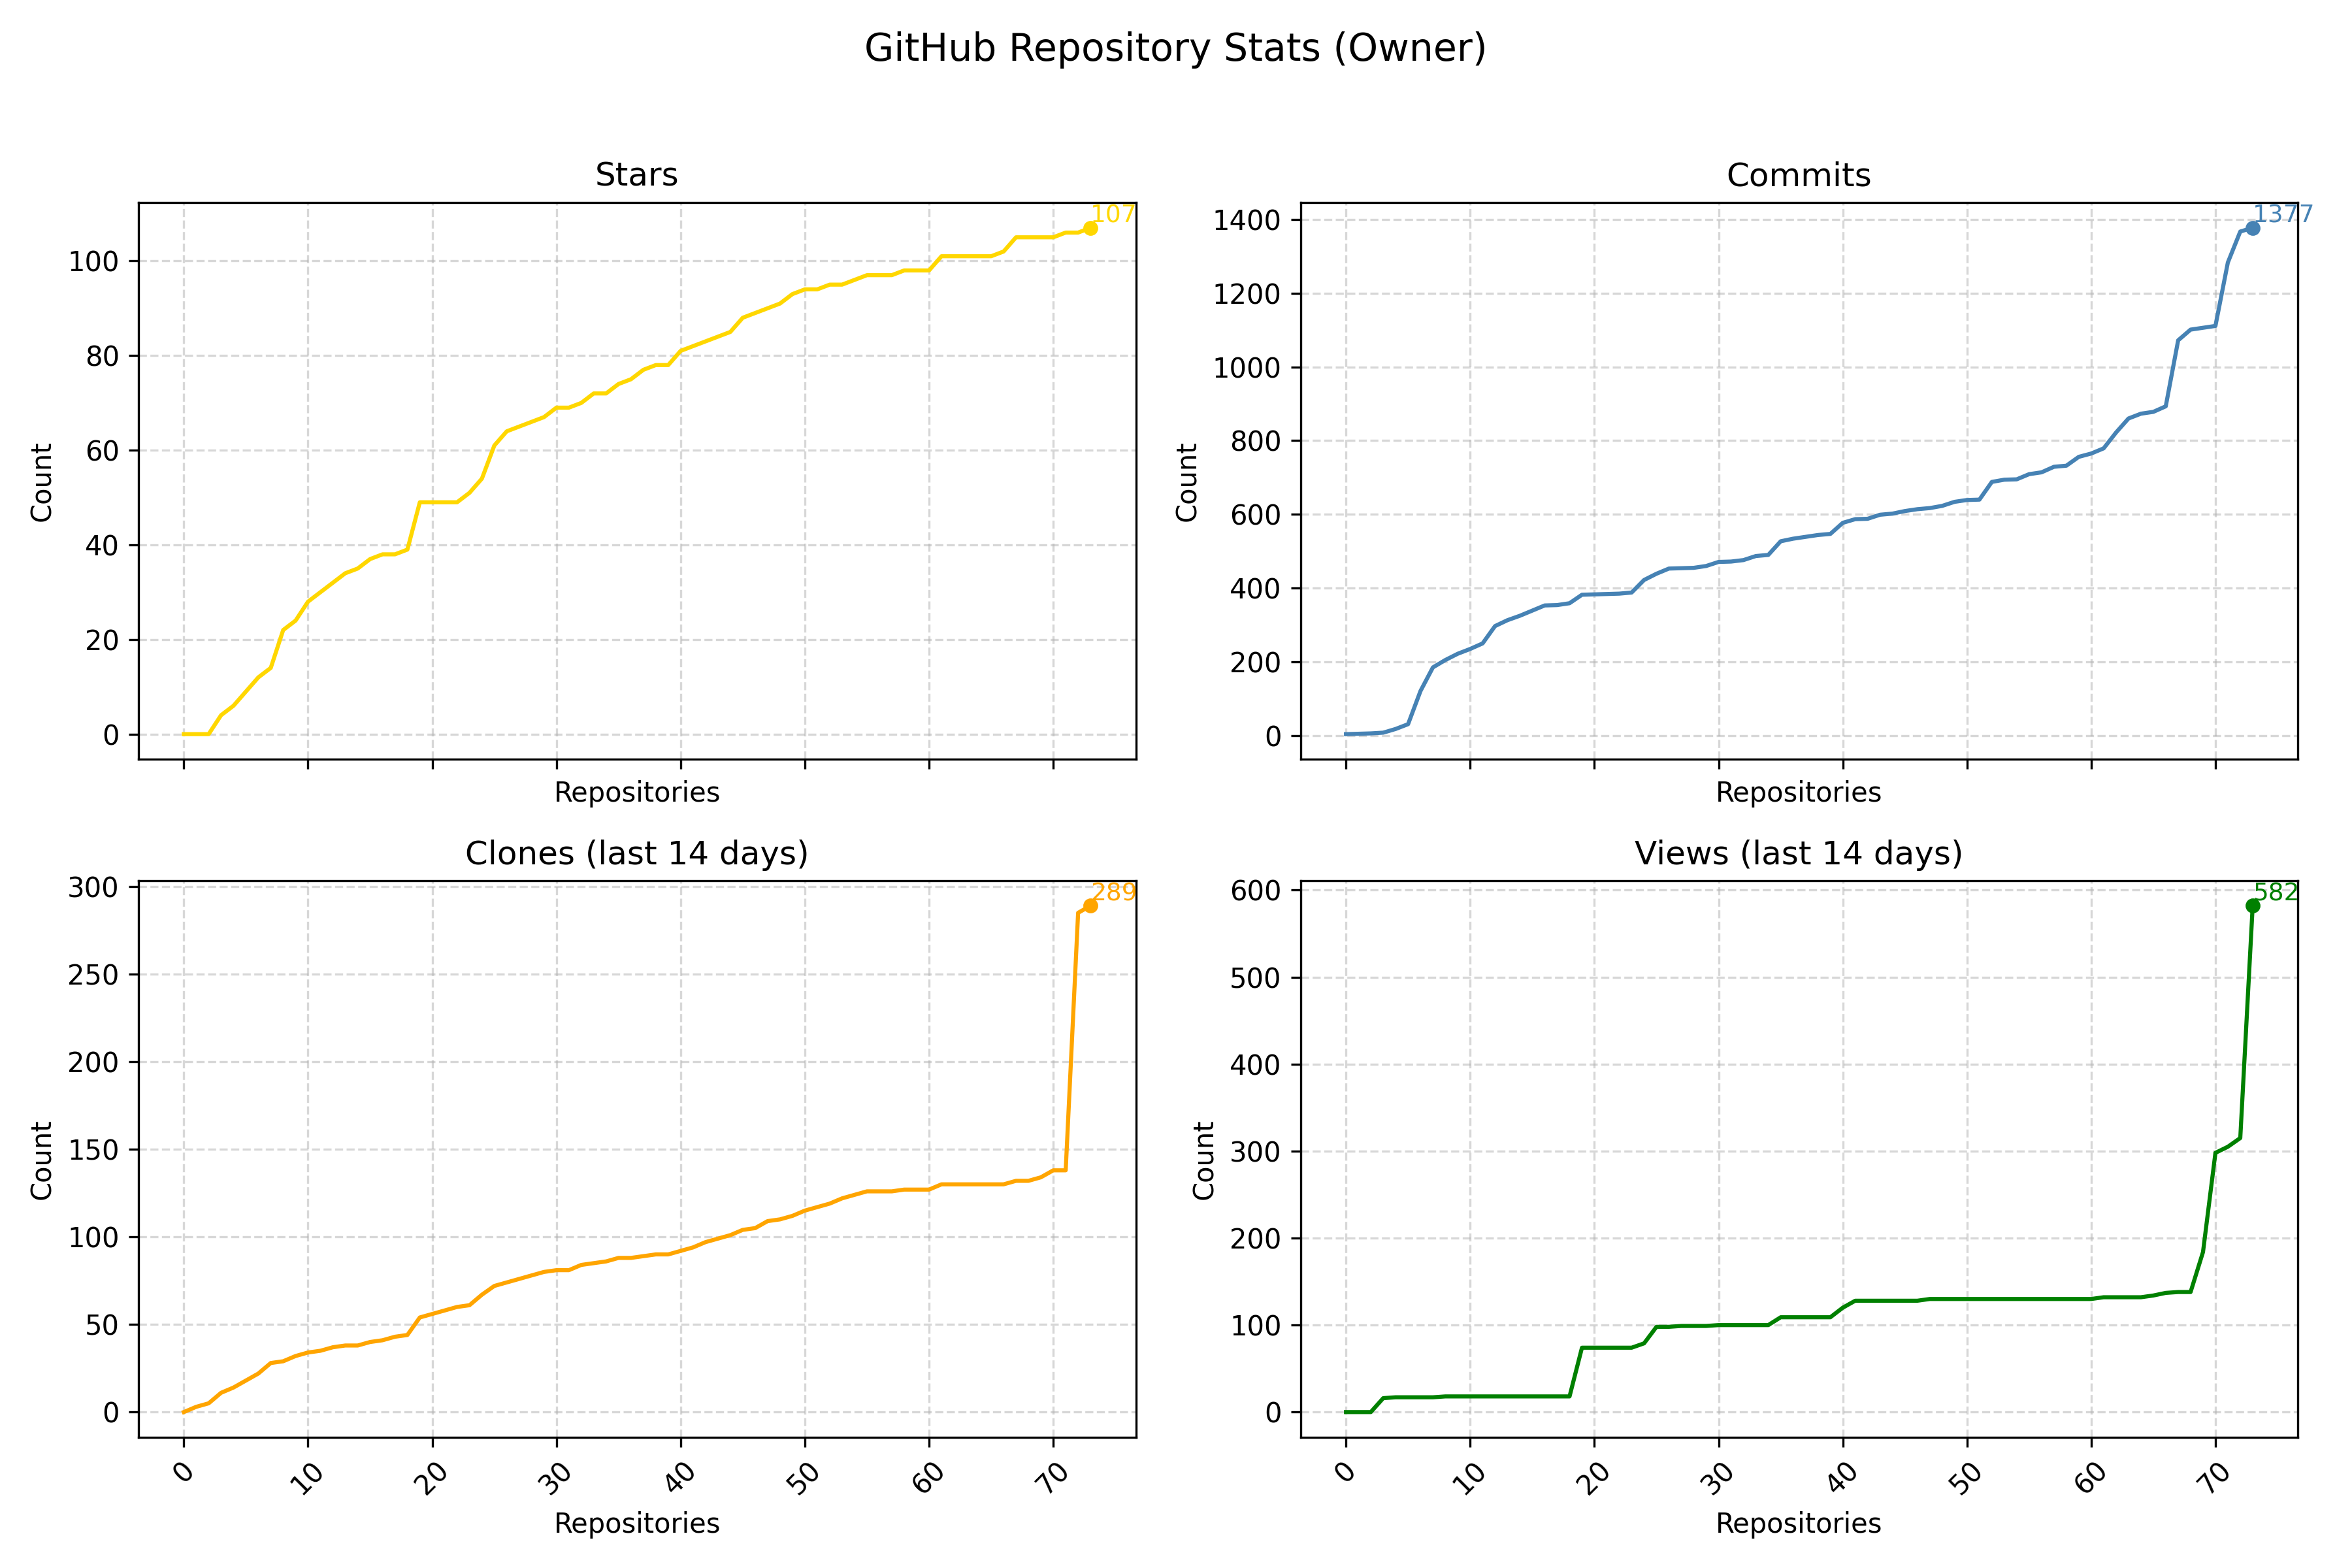 GitHub Repository Stats (Owner)
Stars
107
100
80
60
40
20
0
Count
Repositories
Commits
1377
1400
1200
1000
800
600
400
200
0
Count
Repositories
Clones (last 14 days)
289
300
250
200
150
100
50
0
Count
0 10 20 30 40 50 60 70
Repositories
Views (last 14 days)
582
600
500
400
300
200
100
0
Count
0 10 20 30 40 50 60 70
Repositories